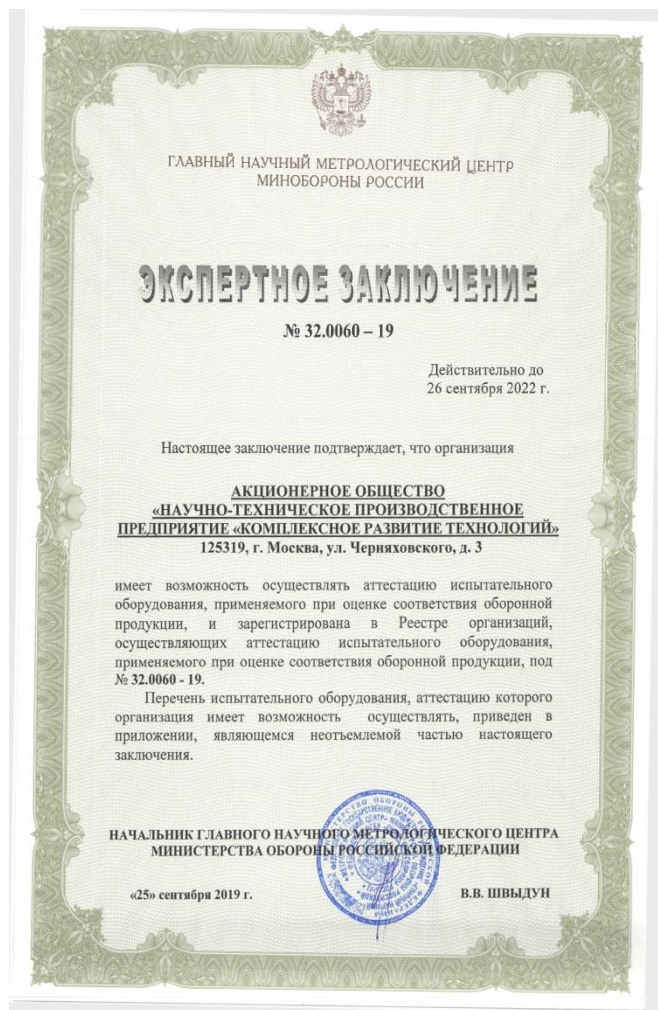 ГЛАВНЫЙ НАУЧНЫЙ МЕТРОЛОГИЧЕСКИЙ ЦЕНТР
МИНОБОРОНЫ РОССИИ
ЭКСПЕРТНОЕ ЗАКЛЮЧЕНИЕ
№ 32.0060 – 19
Действительно до
26 сентября 2022 г.
Настоящее заключение подтверждает, что организация
АКЦИОНЕРНОЕ ОБЩЕСТВО
«НАУЧНО-ТЕХНИЧЕСКОЕ ПРОИЗВОДСТВЕННОЕ
ПРЕДПРИЯТИЕ «КОМПЛЕКСНОЕ РАЗВИТИЕ ТЕХНОЛОГИЙ»
125319, г. Москва, ул. Черняховского, д. 3
имеет возможность осуществлять аттестацию испытательного
оборудования, применяемого при оценке соответствия оборонной
продукции, и зарегистрирована в Реестре организаций,
осуществляющих аттестацию испытательного оборудования,
применяемого при оценке соответствия оборонной продукции, под
№ 32.0060 - 19.
Перечень испытательного оборудования, аттестацию которого
организация имеет возможность осуществлять, приведен в
приложении, являющемся неотъемлемой частью настоящего
заключения.
НАЧАЛЬНИК ГЛАВНОГО НАУЧНОГО МЕТРОЛОГИЧЕСКОГО ЦЕНТРА
МИНИСТЕРСТВА ОБОРОНЫ РОССИЙСКОЙ ФЕДЕРАЦИИ
«25» сентября 2019 г. В.В. ШВЫДУН